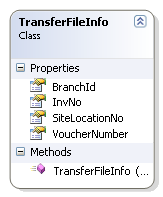 TransferFileInfo
Class
Properties
BranchId
InvNo
SiteLocationNo
VoucherNumber
Methods
TransferFileInfo (...